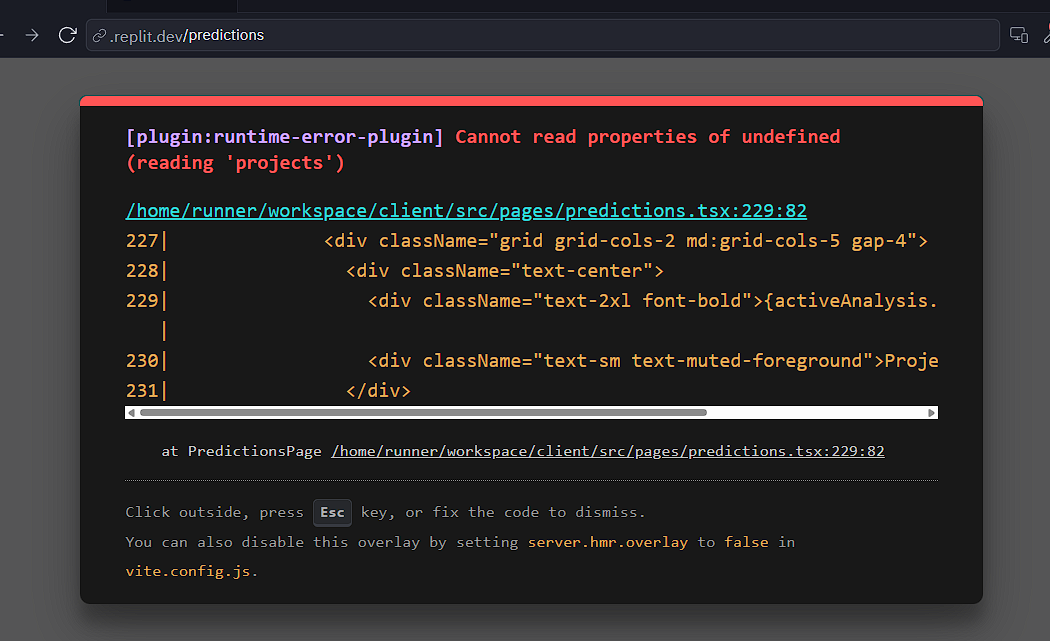 .replit.dev/predictions
[plugin:runtime-error-plugin] Cannot read properties of undefined
(reading 'projects')
/home/runner/workspace/client/src/pages/predictions.tsx:229:82
227|              <div className="grid grid-cols-2 md:grid-cols-5 gap-4">
228|                <div className="text-center">
229|                  <div className="text-2xl font-bold">{activeAnalysis.
|
230|                  <div className="text-sm text-muted-foreground">Proje
231|                </div>
at PredictionsPage /home/runner/workspace/client/src/pages/predictions.tsx:229:82
Click outside, press Esc key, or fix the code to dismiss.
You can also disable this overlay by setting server.hmr.overlay to false in
vite.config.js.